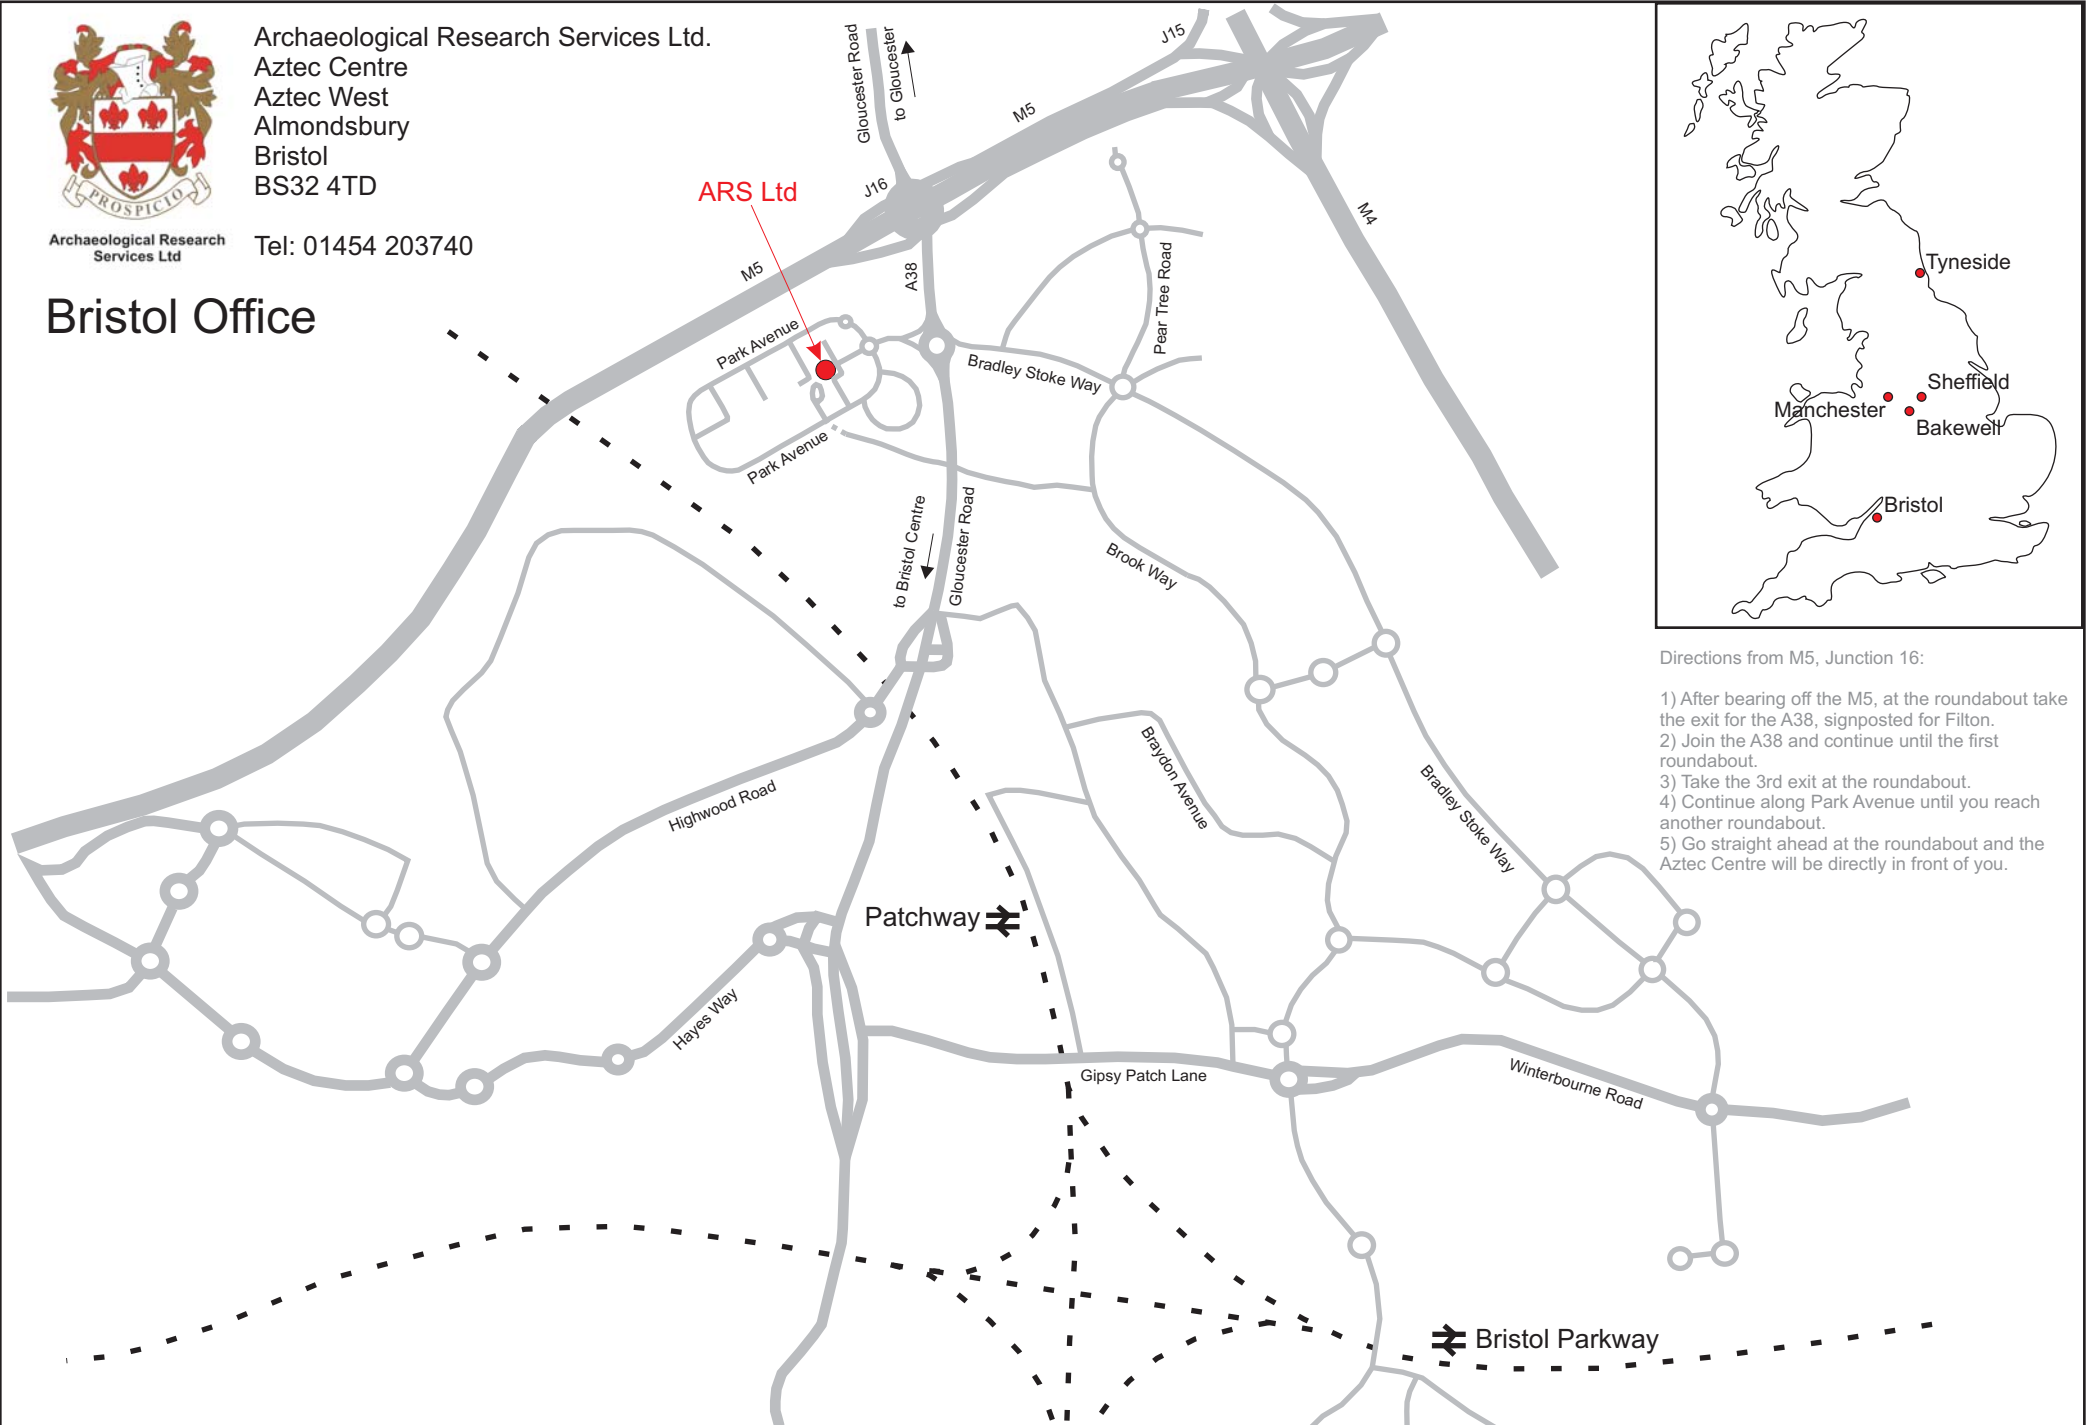 Archaeological Research Services Ltd.
Aztec Centre
Aztec West
Almondsbury
Bristol
BS32 4TD
Tel: 01454 203740
PROSPICIO
Archaeological Research
Services Ltd
Bristol Office
ARS Ltd
Gloucester Road
to Gloucester
J15
M5
J16
M4
M5
A38
Pear Tree Road
Park Avenue
Bradley Stoke Way
Park Avenue
to Bristol Centre
Gloucester Road
Brook Way
Braydon Avenue
Bradley Stoke Way
Highwood Road
Patchway
Hayes Way
Gipsy Patch Lane
Winterbourne Road
Bristol Parkway
Tyneside
Sheffield
Manchester
Bakewell
Bristol
Directions from M5, Junction 16:
1) After bearing off the M5, at the roundabout take
the exit for the A38, signposted for Filton.
2) Join the A38 and continue until the first
roundabout.
3) Take the 3rd exit at the roundabout.
4) Continue along Park Avenue until you reach
another roundabout.
5) Go straight ahead at the roundabout and the
Aztec Centre will be directly in front of you.